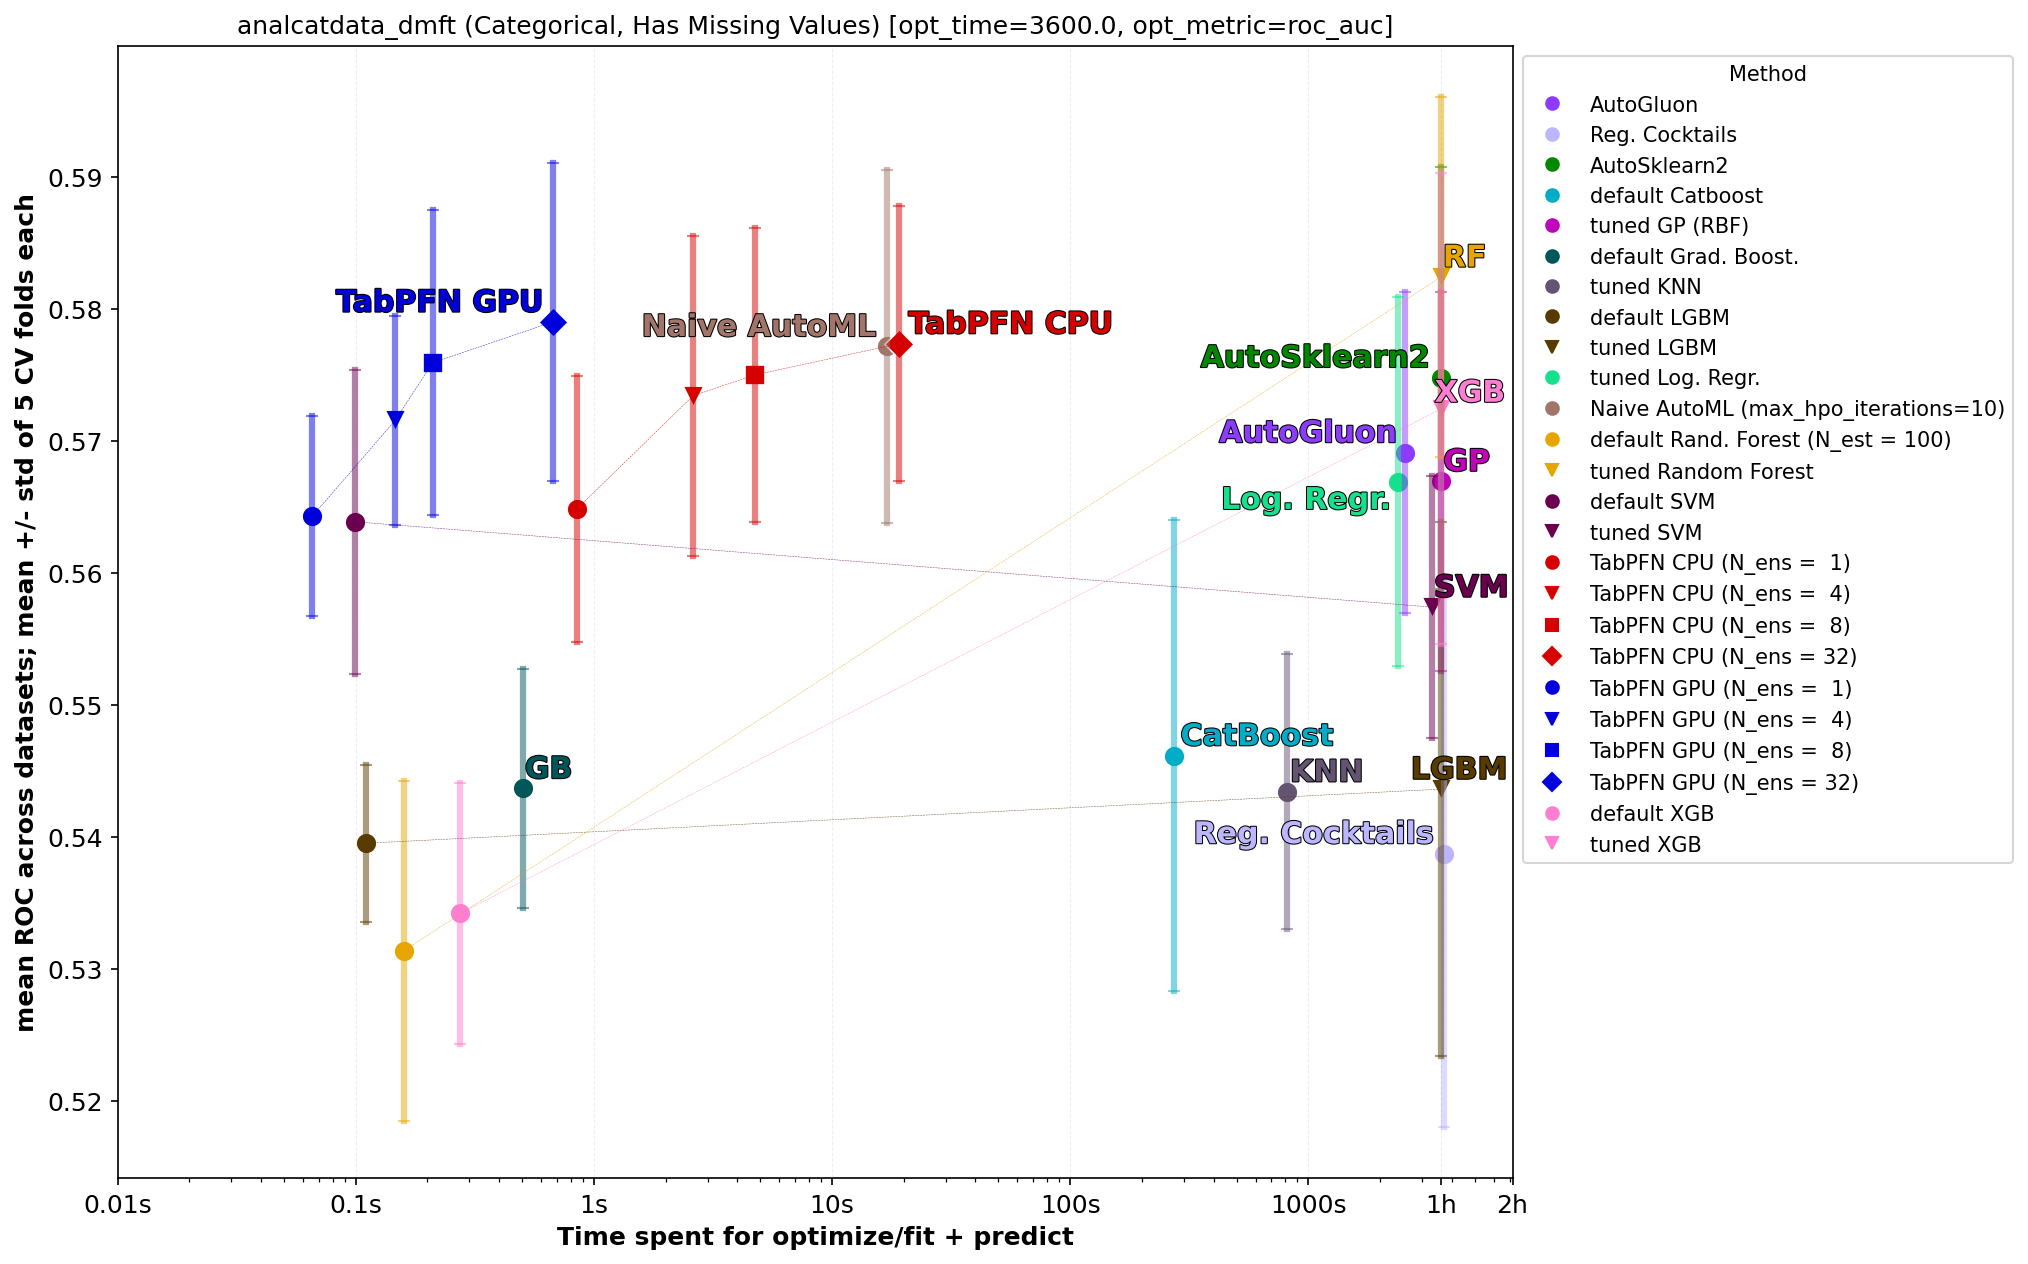 analcatdata_dmft (Categorical, Has Missing Values) [opt_time=3600.0, opt_metric=roc_auc]
mean ROC across datasets; mean +/- std of 5 CV folds each
0.59
0.58
0.57
0.56
0.55
0.54
0.53
0.52
TabPFN GPU
Naive AutoML
TabPFN CPU
RF
AutoSklearn2
XGB
AutoGluon
GP
Log. Regr.
SVM
CatBoost
GB
KNN
LGBM
Reg. Cocktails
0.01s 0.1s 1s 10s 100s 1000s 1h 2h
Time spent for optimize/fit + predict
Method
AutoGluon
Reg. Cocktails
AutoSklearn2
default Catboost
tuned GP (RBF)
default Grad. Boost.
tuned KNN
default LGBM
tuned LGBM
tuned Log. Regr.
Naive AutoML (max_hpo_iterations=10)
default Rand. Forest (N_est = 100)
tuned Random Forest
default SVM
tuned SVM
TabPFN CPU (N_ens =  1)
TabPFN CPU (N_ens =  4)
TabPFN CPU (N_ens =  8)
TabPFN CPU (N_ens = 32)
TabPFN GPU (N_ens =  1)
TabPFN GPU (N_ens =  4)
TabPFN GPU (N_ens =  8)
TabPFN GPU (N_ens = 32)
default XGB
tuned XGB